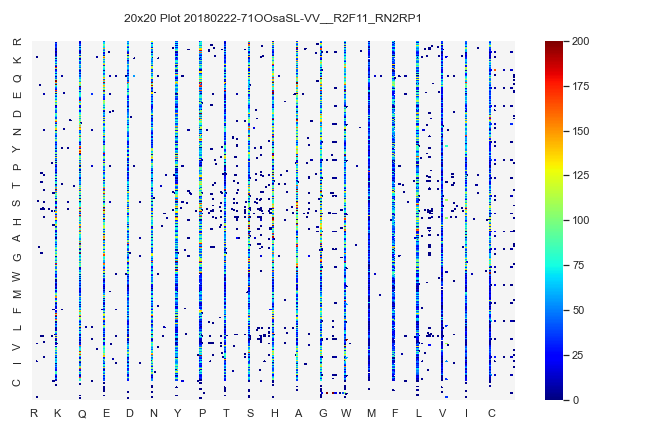 20x20 Plot 20180222-71OOsaSL-VV__R2F11_RN2RP1
R
K
Q
E
D
N
Y
P
T
S
H
A
G
W
M
F
L
V
I
C
R K Q E D N Y P T S H A G W M F L V I C
200
175
150
125
100
75
50
25
0